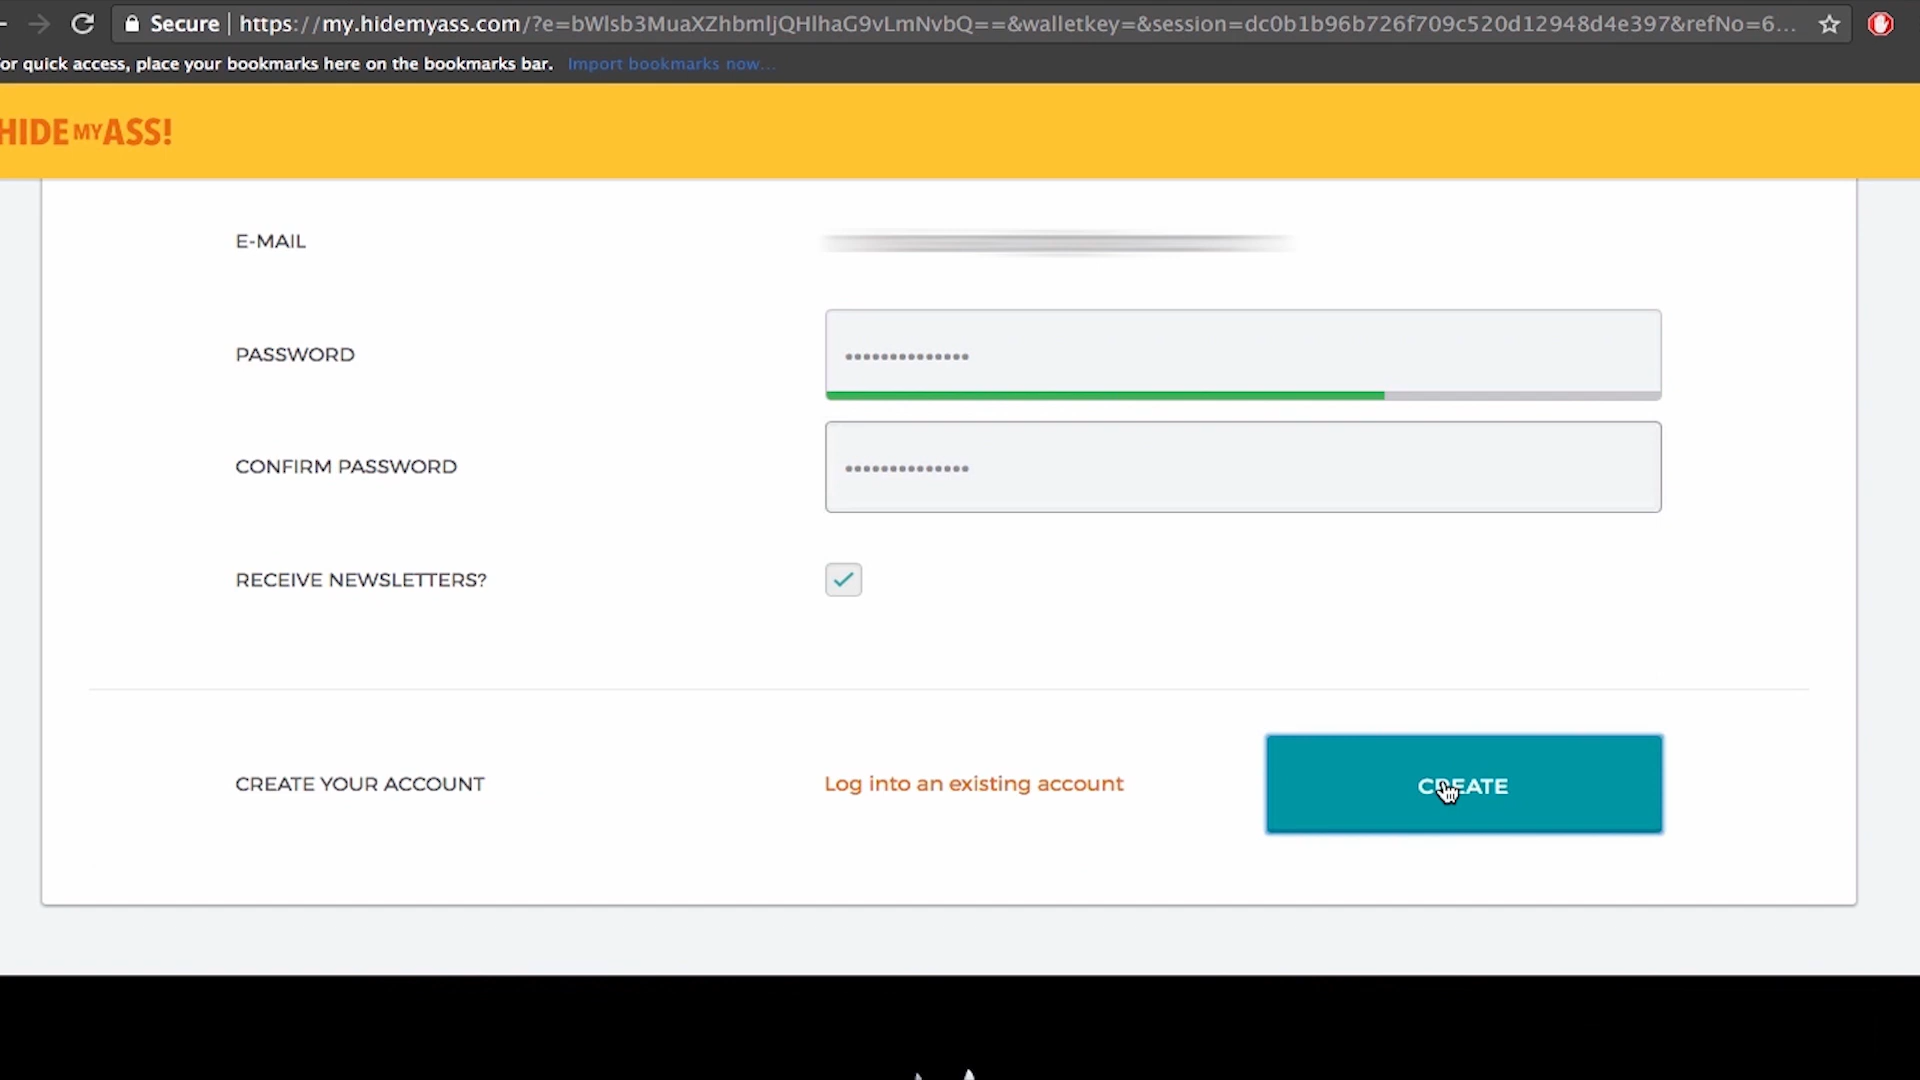 Secure | https://my.hidemyass.com/?e=bWlsb3MuaXZhbmljQHlhaG9vLmNvbQ==&walletkey=&session=dc0b1b96b726f709c520d12948d4e397&refNo=6...
or quick access, place your bookmarks here on the bookmarks bar. Import bookmarks now...
HIDE MY ASS!
E-MAIL
PASSWORD
CONFIRM PASSWORD
RECEIVE NEWSLETTERS?
CREATE YOUR ACCOUNT Log into an existing account CREATE